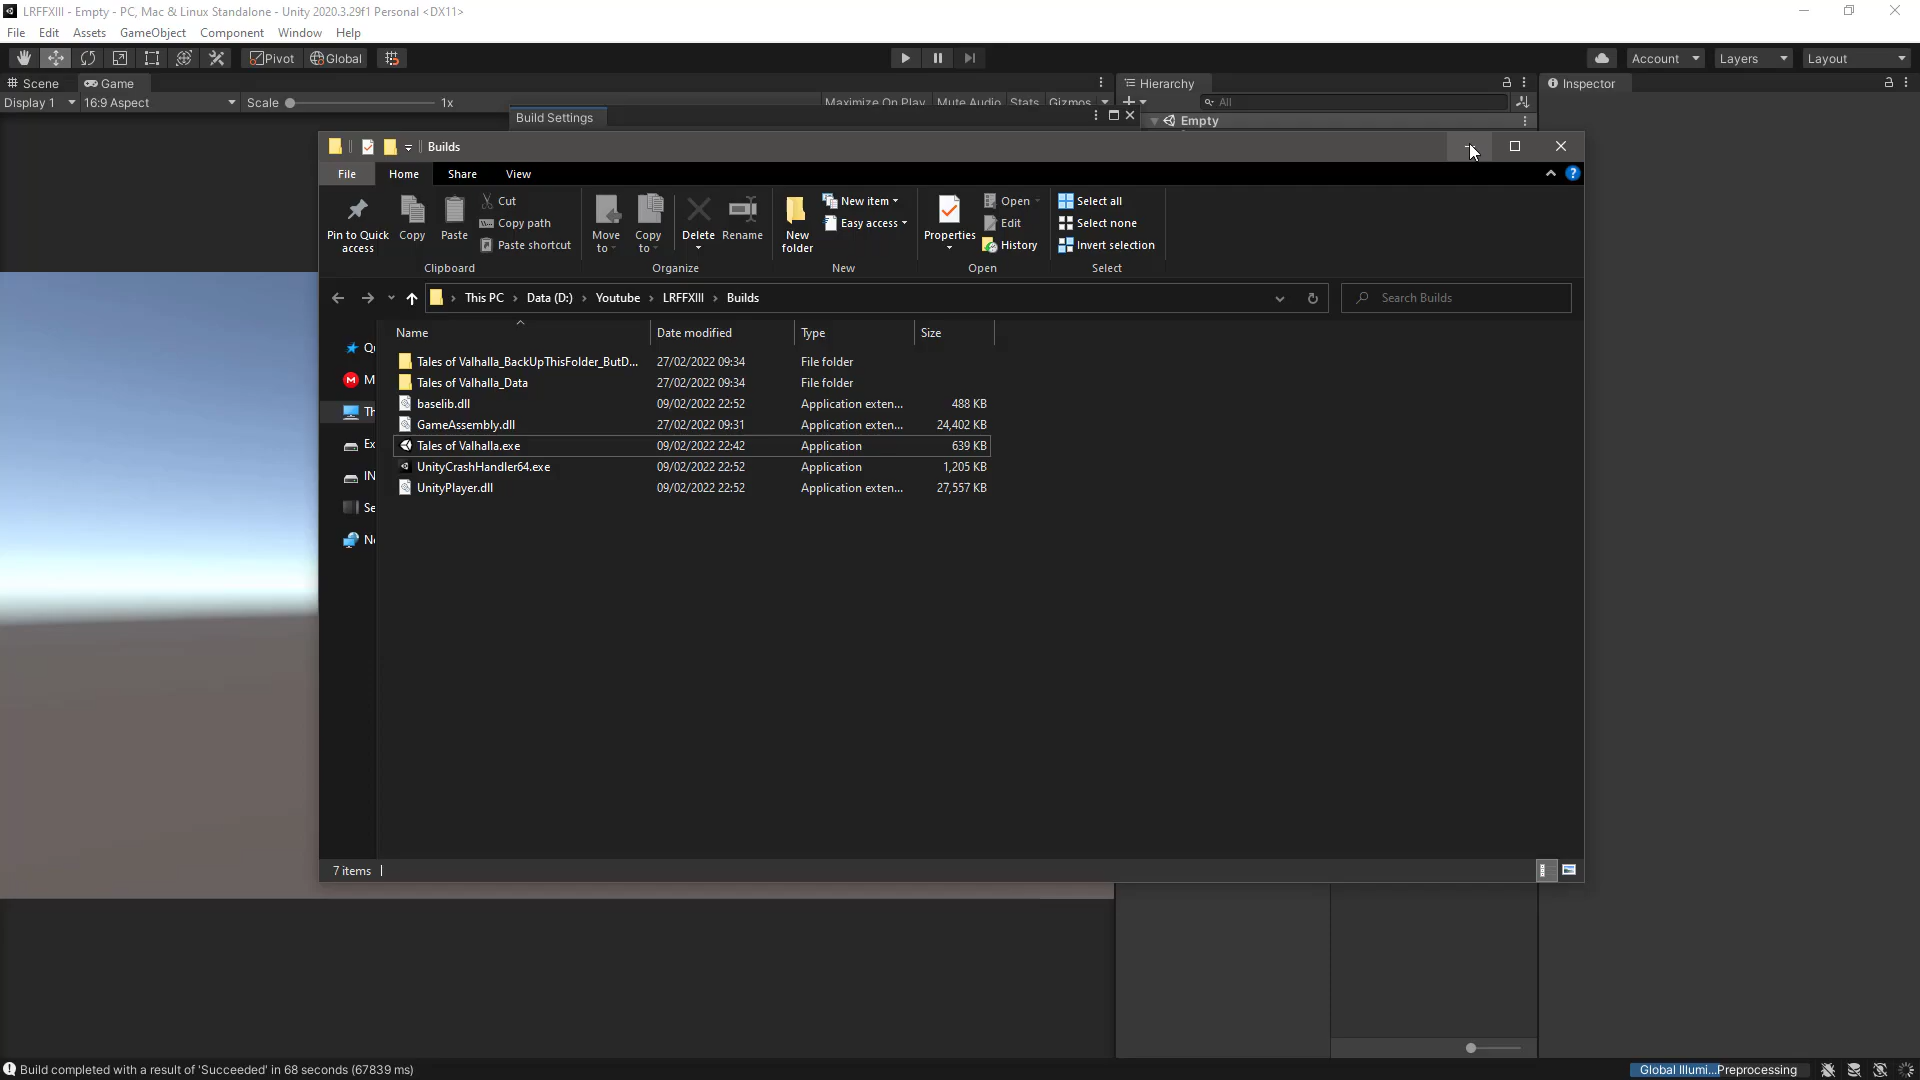 LRFFXIII - Empty - PC, Mac & Linux Standalone - Unity 2020.3.29f1 Personal <DX11>
File Edit Assets GameObject Component Window Help
Pivot Global Account Layers Layout
Scene Game Hierarchy Inspector
Display 1 16:9 Aspect Scale 1x Maximize On Play Mute Audio Stats Gizmos All
Build Settings Empty
Builds
File Home Share View
Pin to Quick access
Copy
Paste
Cut
Copy path
Paste shortcut
Move to
Copy to
Delete
Rename
New folder
New item
Easy access
Properties
Open
Edit
History
Select all
Select none
Invert selection
Clipboard Organize New Open Select
This PC > Data (D:) > Youtube > LRFFXIII > Builds Search Builds
Name Date modified Type Size
Qu
M
Th
Ex
IN
Se
Ne
Tales of Valhalla_BackUpThisFolder_ButD... 27/02/2022 09:34 File folder
Tales of Valhalla_Data 27/02/2022 09:34 File folder
baselib.dll 09/02/2022 22:52 Application exten... 488 KB
GameAssembly.dll 27/02/2022 09:31 Application exten... 24,402 KB
Tales of Valhalla.exe 09/02/2022 22:42 Application 639 KB
UnityCrashHandler64.exe 09/02/2022 22:52 Application 1,205 KB
UnityPlayer.dll 09/02/2022 22:52 Application exten... 27,557 KB
7 items
Build completed with a result of 'Succeeded' in 68 seconds (67839 ms) Global Illumi...Preprocessing